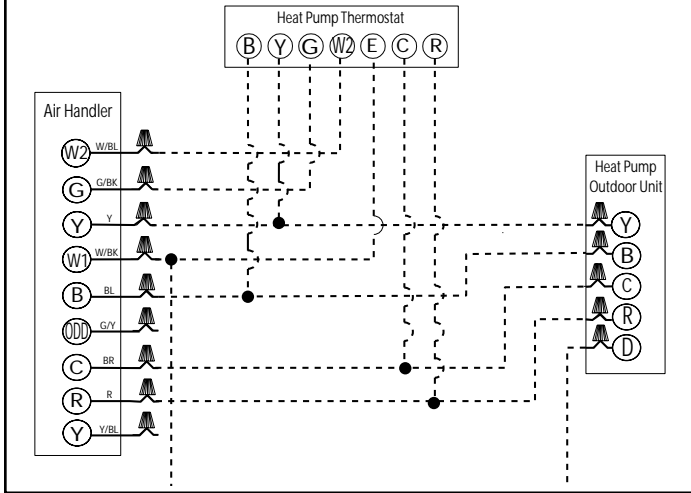 Heat Pump Thermostat
B Y G W2 E C R
Air Handler
W2 W/BL
G G/BK
Y Y
W1 W/BK
B BL
ODD G/Y
C BR
R R
Y Y/BL
Heat Pump
Outdoor Unit
Y
B
C
R
D